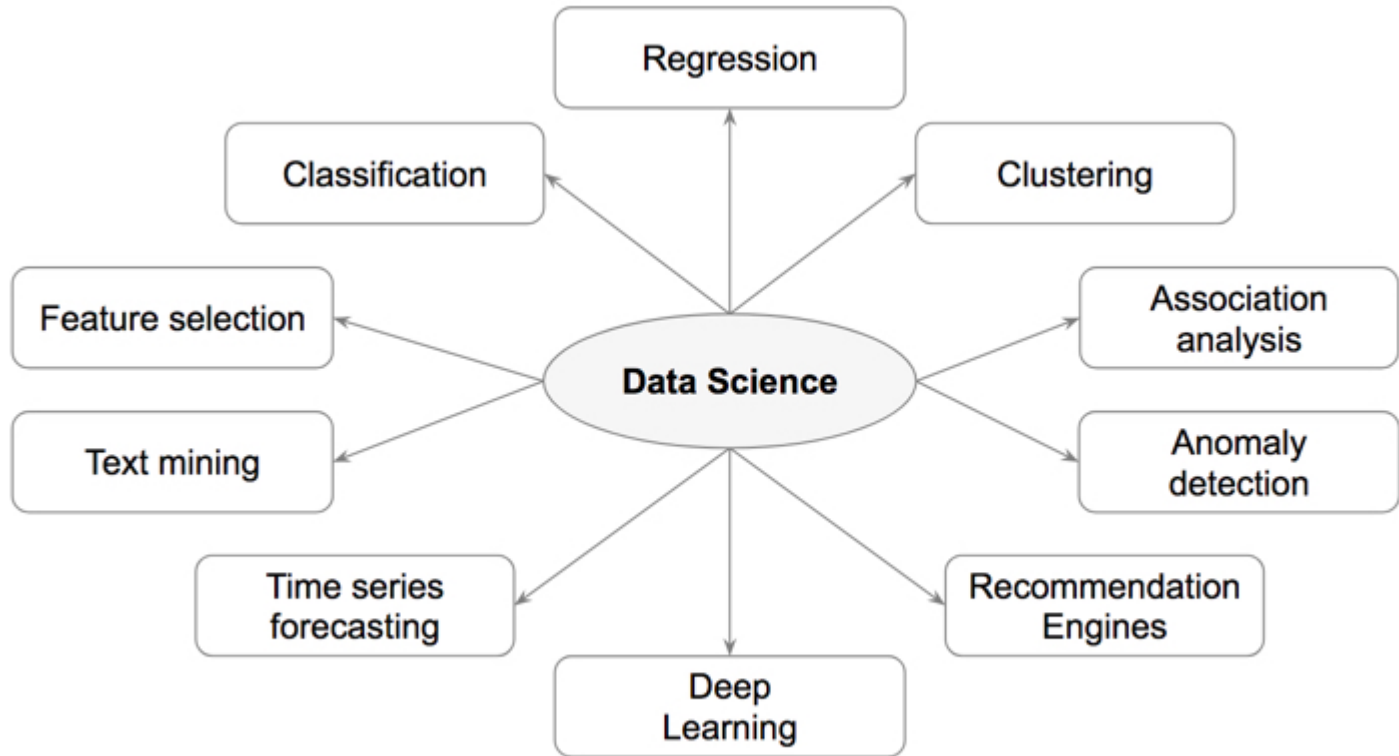 Regression
Classification
Clustering
Feature selection
Association
analysis
Data Science
Text mining
Anomaly
detection
Time series
forecasting
Recommendation
Engines
Deep
Learning